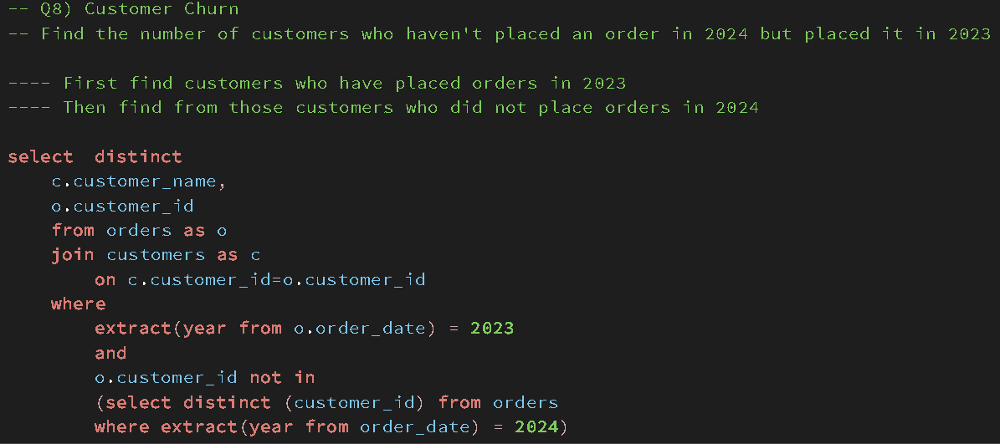 -- Q8) Customer Churn
-- Find the number of customers who haven't placed an order in 2024 but placed it in 2023
---- First find customers who have placed orders in 2023
---- Then find from those customers who did not place orders in 2024
select  distinct
    c.customer_name,
    o.customer_id
    from orders as o
    join customers as c
        on c.customer_id=o.customer_id
    where
        extract(year from o.order_date) = 2023
        and
        o.customer_id not in
        (select distinct (customer_id) from orders
        where extract(year from order_date) = 2024)